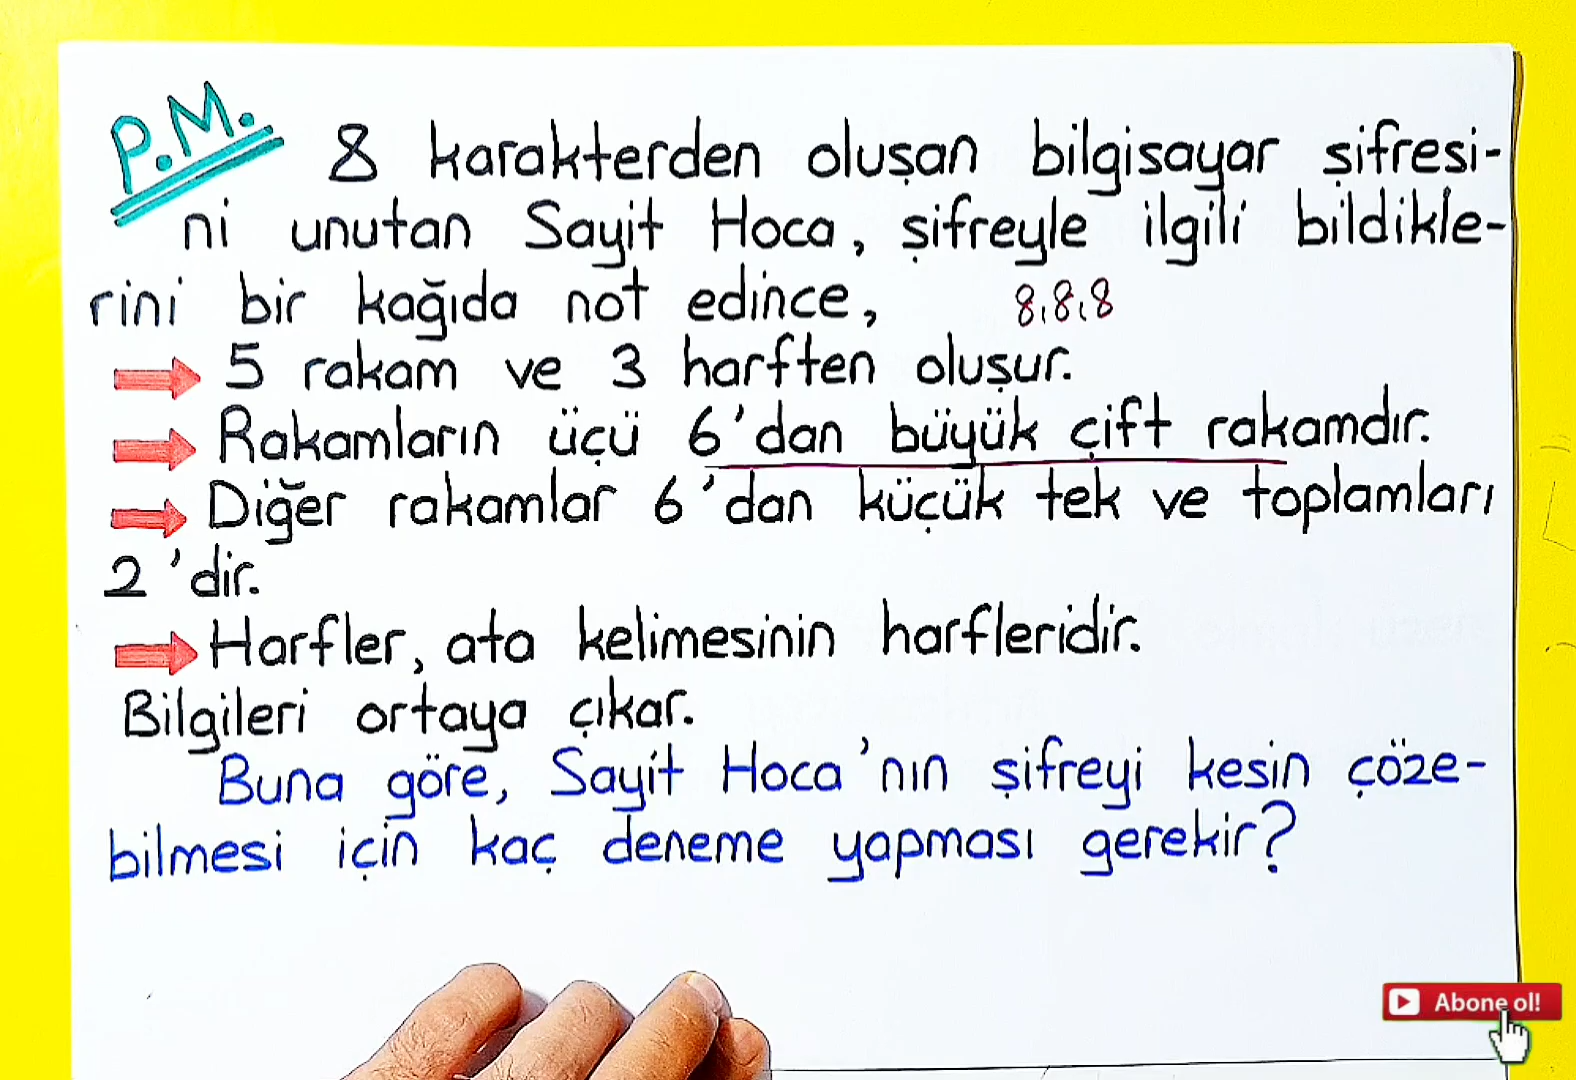 P.M. 8 karakterden oluşan bilgisayar şifresi-
ni unutan Sayit Hoca, şifreyle ilgili bildikle-
rini bir kağıda not edince, 8,8,8
5 rakam ve 3 harften oluşur.
Rakamların üçü 6'dan büyük çift rakamdır.
Diğer rakamlar 6'dan küçük tek ve toplamları
2'dir.
Harfler, ata kelimesinin harfleridir.
Bilgileri ortaya çıkar.
Buna göre, Sayit Hoca'nın şifreyi kesin çöze-
bilmesi için kaç deneme yapması gerekir?
Abone ol!